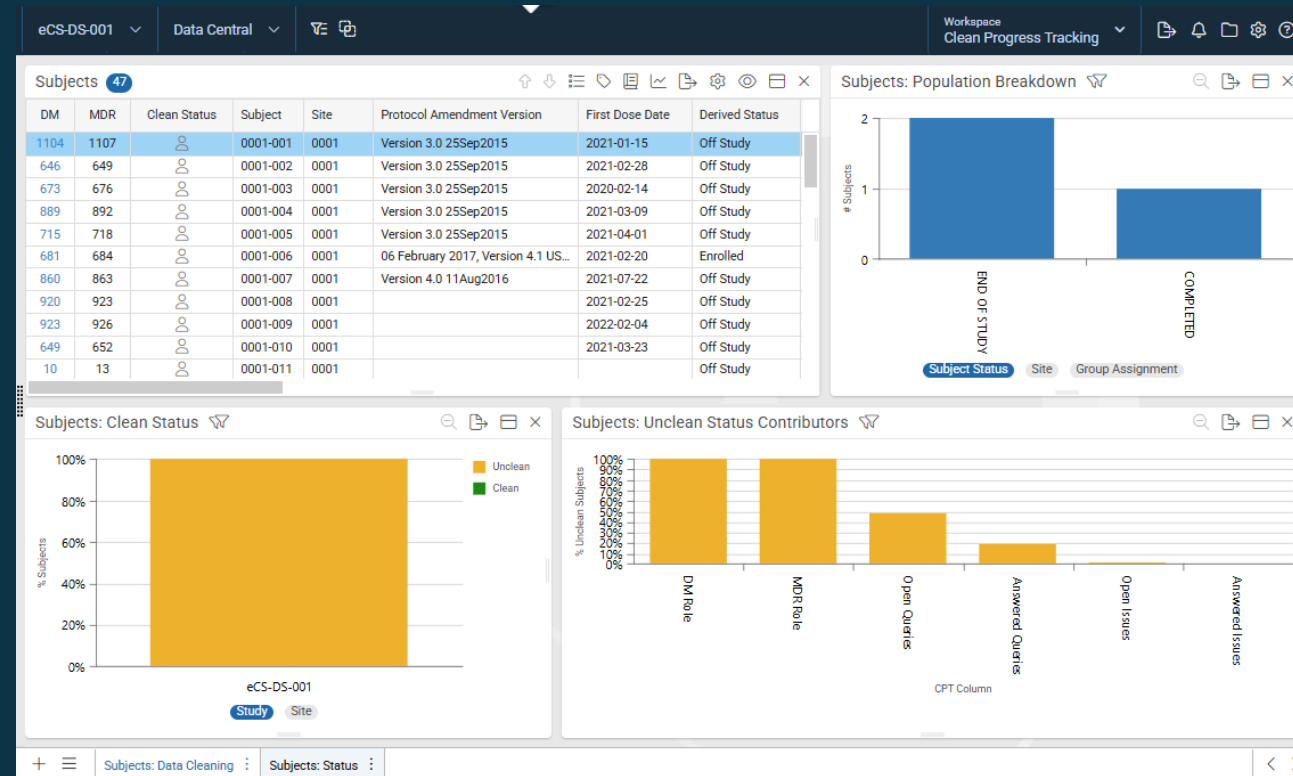 eCS-DS-001 Data Central Workspace
Clean Progress Tracking
Subjects 47
DM MDR Clean Status Subject Site Protocol Amendment Version First Dose Date Derived Status
1104 1107 0001-001 0001 Version 3.0 25Sep2015 2021-01-15 Off Study
646 649 0001-002 0001 Version 3.0 25Sep2015 2021-02-28 Off Study
673 676 0001-003 0001 Version 3.0 25Sep2015 2020-02-14 Off Study
889 892 0001-004 0001 Version 3.0 25Sep2015 2021-03-09 Off Study
715 718 0001-005 0001 Version 3.0 25Sep2015 2021-04-01 Off Study
681 684 0001-006 0001 06 February 2017, Version 4.1 US... 2021-02-20 Enrolled
860 863 0001-007 0001 Version 4.0 11Aug2016 2021-07-22 Off Study
920 923 0001-008 0001 2021-02-25 Off Study
923 926 0001-009 0001 2022-02-04 Off Study
649 652 0001-010 0001 2021-03-23 Off Study
10 13 0001-011 0001 Off Study
Subjects: Population Breakdown
# Subjects
2
1
0
END OF STUDY
COMPLETED
Subject Status Site Group Assignment
Subjects: Clean Status
% Subjects
100%
80%
60%
40%
20%
0%
eCS-DS-001
Study Site
Unclean
Clean
Subjects: Unclean Status Contributors
% Unclean Subjects
100%
90%
80%
70%
60%
50%
40%
30%
20%
10%
0%
DM Role
MDR Role
Open Queries
Answered Queries
Open Issues
Answered Issues
CPT Column
Subjects: Data Cleaning Subjects: Status